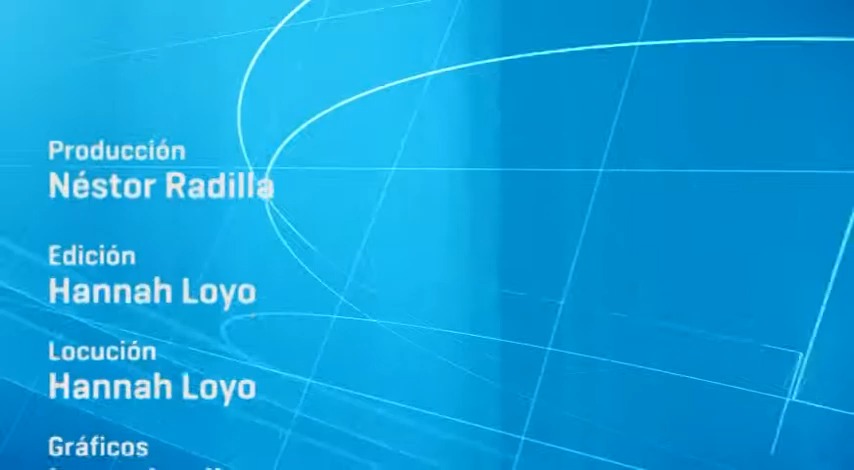 Producción
Néstor Radilla
Edición
Hannah Loyo
Locución
Hannah Loyo
Gráficos